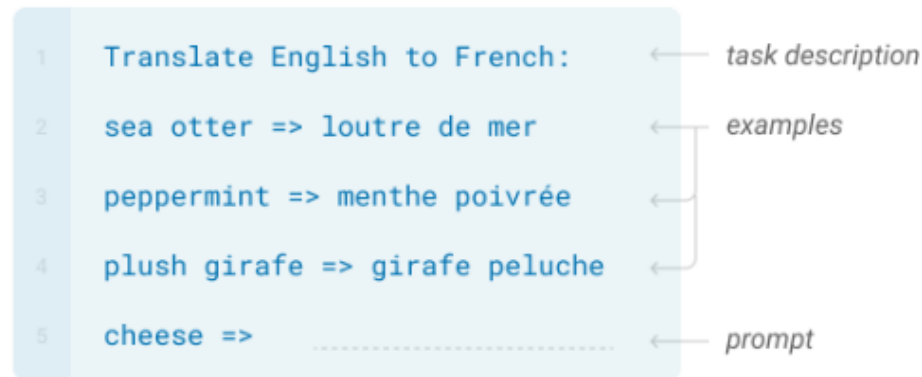 1 Translate English to French: task description
2 sea otter => loutre de mer examples
3 peppermint => menthe poivrée
4 plush girafe => girafe peluche
5 cheese => prompt